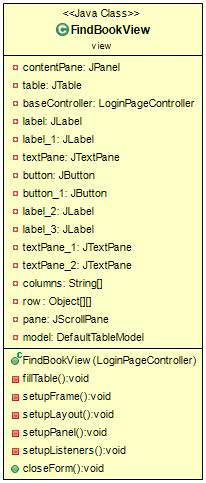 <<Java Class>>
FindBookView
view
contentPane: JPanel
table: JTable
baseController: LoginPageController
label: JLabel
label_1: JLabel
textPane: JTextPane
button: JButton
button_1: JButton
label_2: JLabel
label_3: JLabel
textPane_1: JTextPane
textPane_2: JTextPane
columns: String[]
row : Object[][]
pane: JScrollPane
model: DefaultTableModel
FindBookView(LoginPageController)
fillTable():void
setupFrame():void
setupLayout():void
setupPanel():void
setupListeners():void
closeForm():void